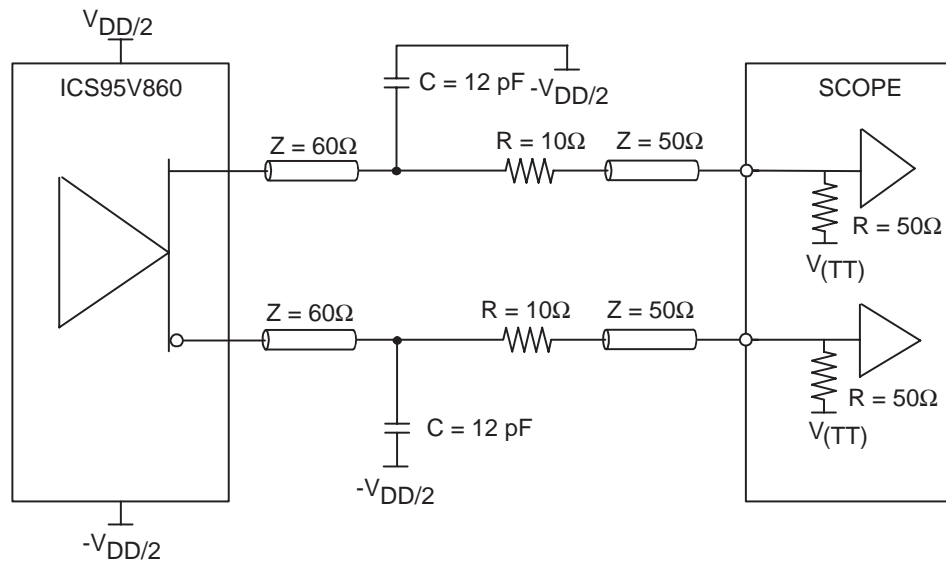 VDD/2
ICS95V860
C = 12 pF
-VDD/2
SCOPE
Z = 60Ω
R = 10Ω
Z = 50Ω
R = 50Ω
V(TT)
Z = 60Ω
R = 10Ω
Z = 50Ω
R = 50Ω
V(TT)
C = 12 pF
-VDD/2
-VDD/2